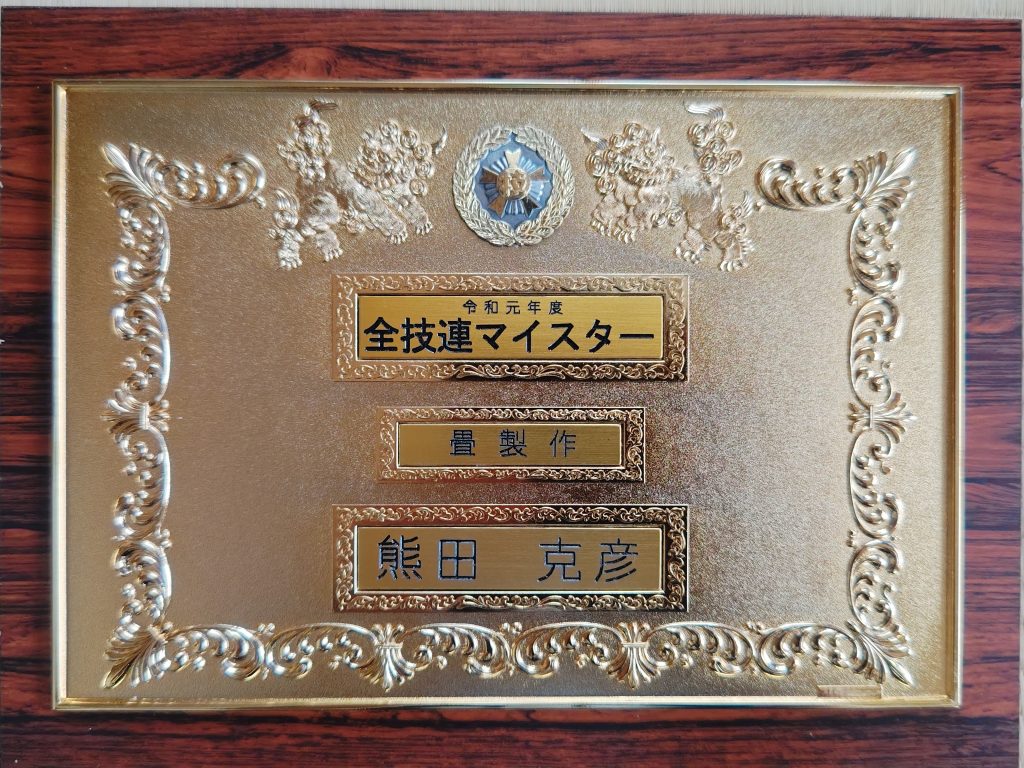 令和元年度
全技連マイスター
畳製作
熊田 克彦